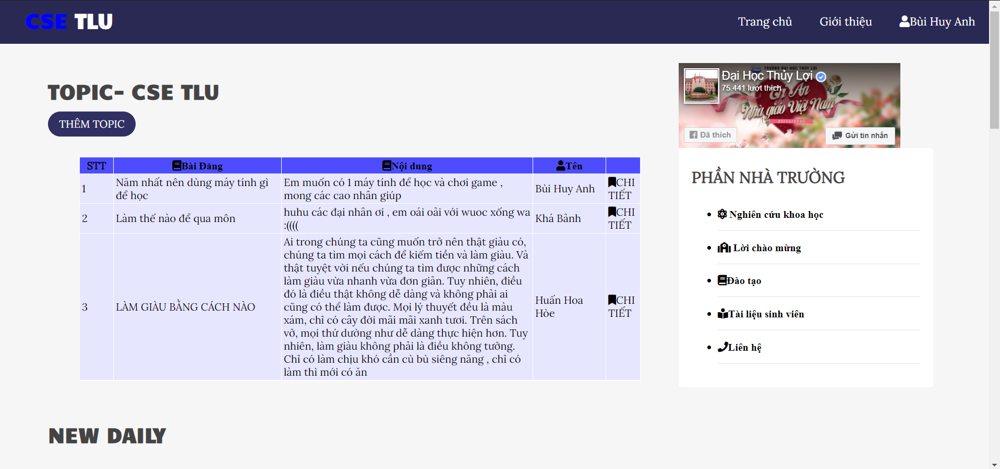 CSE TLU
Trang chủ
Giới thiệu
Bùi Huy Anh
TOPIC- CSE TLU
THÊM TOPIC
STT
Bài Đăng
Nội dung
Tên
1
Năm nhất nên dùng máy tính gì
để học
Em muốn có 1 máy tính để học và chơi game ,
mong các cao nhân giúp
Bùi Huy Anh
CHI
TIẾT
2
Làm thế nào để qua môn
huhu các đại nhân ơi , em oái oải với wuoc xống wa
:((((
Khá Bảnh
CHI
TIẾT
3
LÀM GIÀU BẰNG CÁCH NÀO
Ai trong chúng ta cũng muốn trở nên thật giàu có,
chúng ta tìm mọi cách để kiếm tiền và làm giàu. Và
thật tuyệt vời nếu chúng ta tìm được những cách
làm giàu vừa nhanh vừa đơn giản. Tuy nhiên, điều
đó là điều thật không dễ dàng và không phải ai
cũng có thể làm được. Mọi lý thuyết đều là màu
xám, chỉ có cây đời mãi mãi xanh tươi. Trên sách
vở, mọi thứ dường như dễ dàng thực hiện hơn. Tuy
nhiên, làm giàu không phải là điều không tưởng.
Chỉ có làm chịu khó cần cù bù siêng năng , chỉ có
làm thì mới có ăn
Huấn Hoa
Hòe
CHI
TIẾT
NEW DAILY
TRƯỜNG ĐẠI HỌC THỦY LỢI
Đại Học Thủy Lợi
75.441 lượt thích
Tri Ân
Nhà giáo Việt Nam
20/11/2020
Đã thích
Gửi tin nhắn
PHẦN NHÀ TRƯỜNG
Nghiên cứu khoa học
Lời chào mừng
Đào tạo
Tài liệu sinh viên
Liên hệ